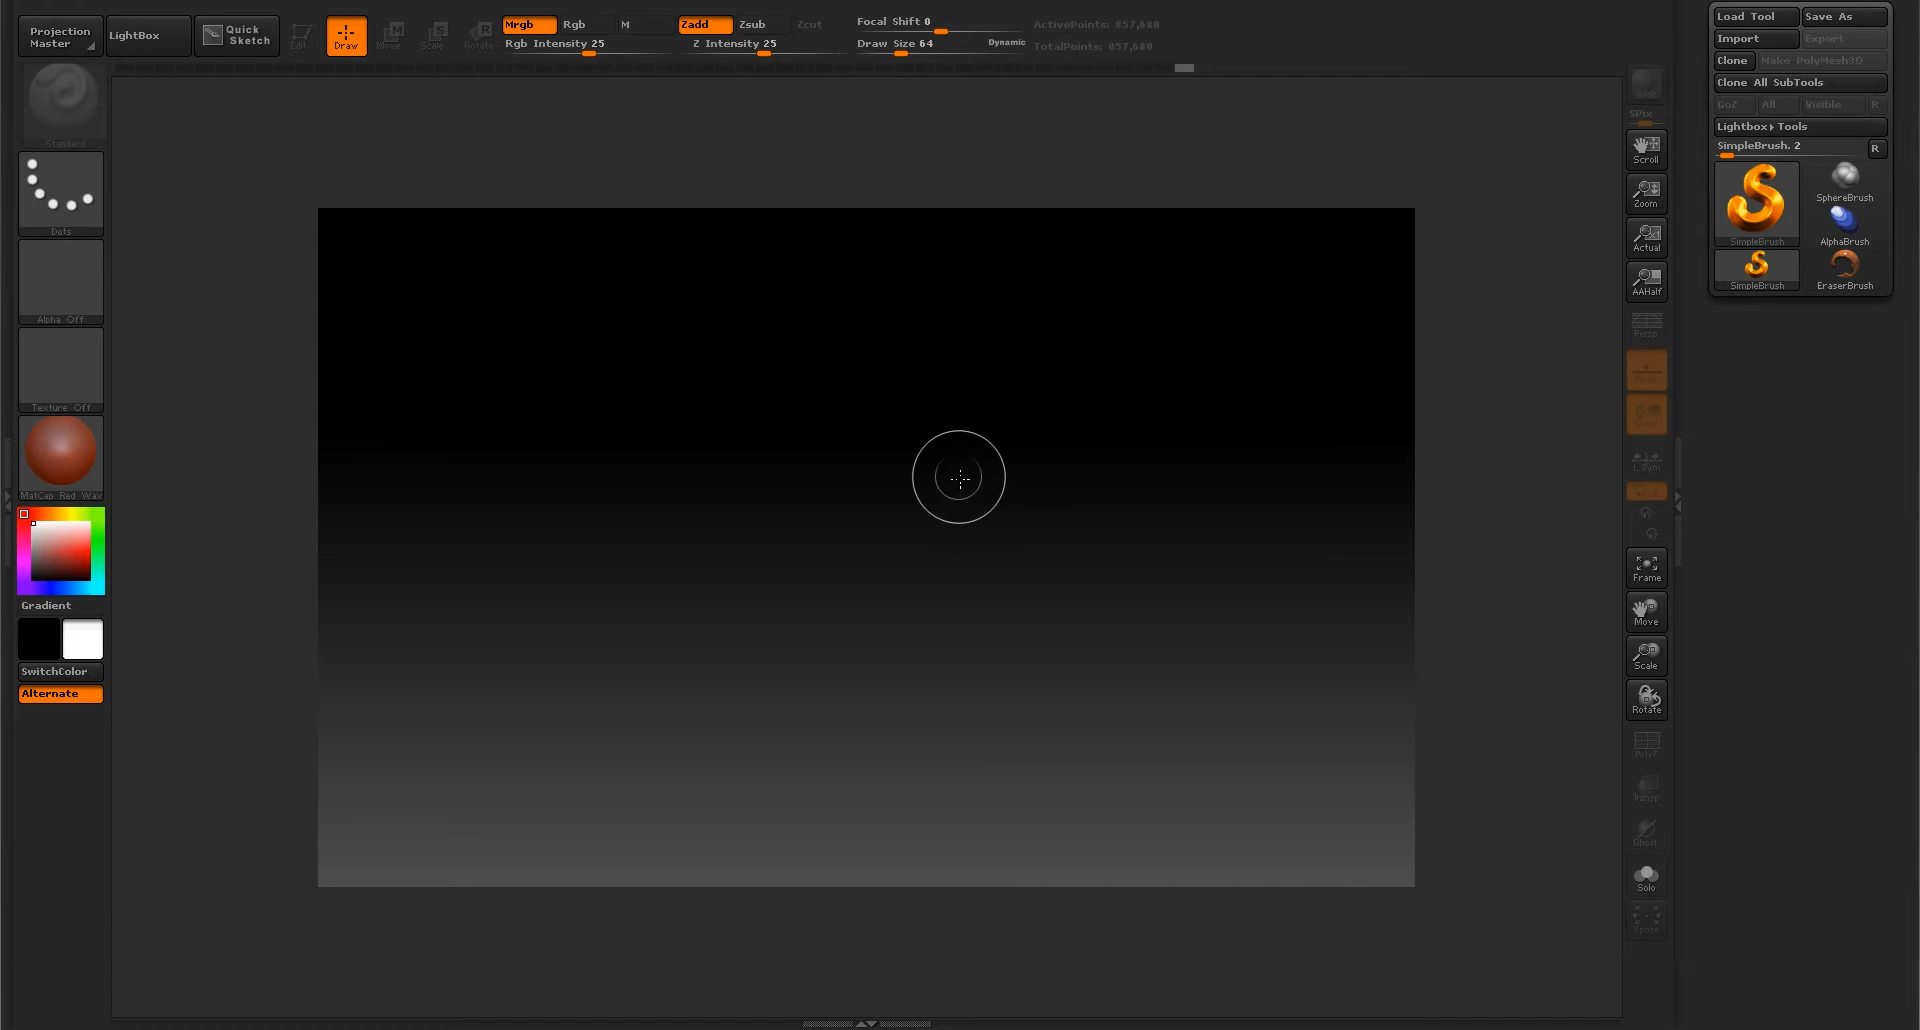 Projection Master
LightBox
Quick Sketch
Edit
Draw
Move
Scale
Rotate
Mrgb
Rgb
M
Zadd
Zsub
Zcut
Rgb Intensity 25
Z Intensity 25
Focal Shift 0
Draw Size 64
Dynamic
ActivePoints: 857,680
TotalPoints: 857,680
Load Tool
Save As
Import
Export
Clone
Make PolyMesh3D
Clone All SubTools
GoZ
All
Visible
R
Lightbox▸Tools
SimpleBrush. 2
R
SimpleBrush
SphereBrush
AlphaBrush
SimpleBrush
EraserBrush
Standard
Dots
Alpha Off
Texture Off
MatCap Red Wax
Gradient
SwitchColor
Alternate
SPix
Scroll
Zoom
Actual
AAHalf
Persp
L.Sym
Frame
Move
Scale
Rotate
PolyF
Transp
Ghost
Solo
Xpose